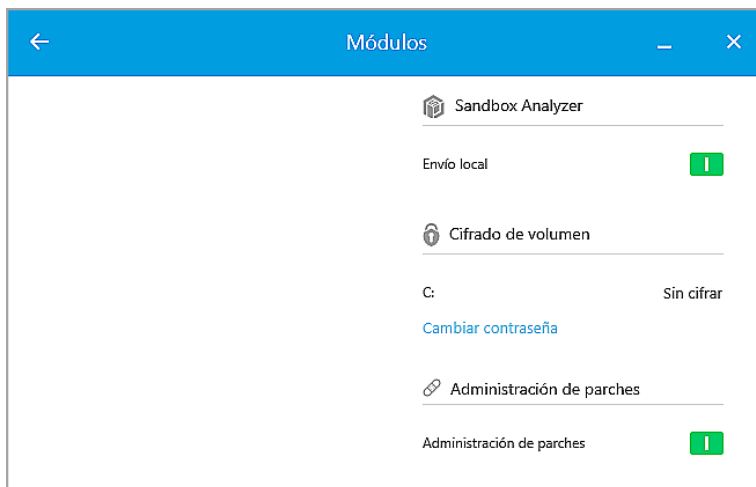 Módulos
Sandbox Analyzer
Envío local
Cifrado de volumen
C: Sin cifrar
Cambiar contraseña
Administración de parches
Administración de parches